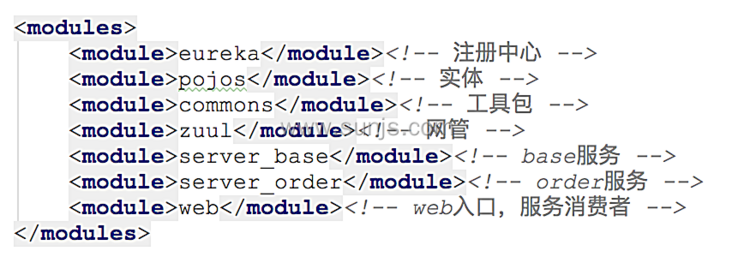 <modules>
<module>eureka</module><!-- 注册中心 -->
<module>pojos</module><!-- 实体 -->
<module>commons</module><!-- 工具包 -->
<module>zuul</module><!-- 网管 -->
<module>server_base</module><!-- base服务 -->
<module>server_order</module><!-- order服务 -->
<module>web</module><!-- web入口，服务消费者 -->
</modules>
www.sunjs.com